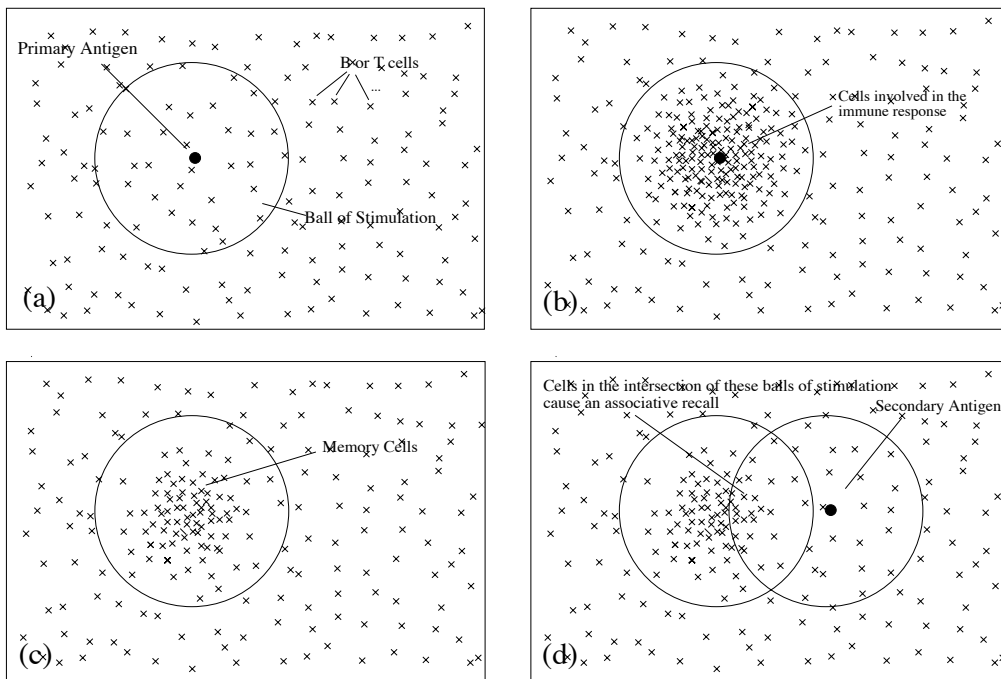 Primary Antigen
B or T cells
...
Ball of Stimulation
(a)
Cells involved in the
immune response
(b)
Memory Cells
(c)
Cells in the intersection of these balls of stimulation
cause an associative recall
Secondary Antigen
(d)